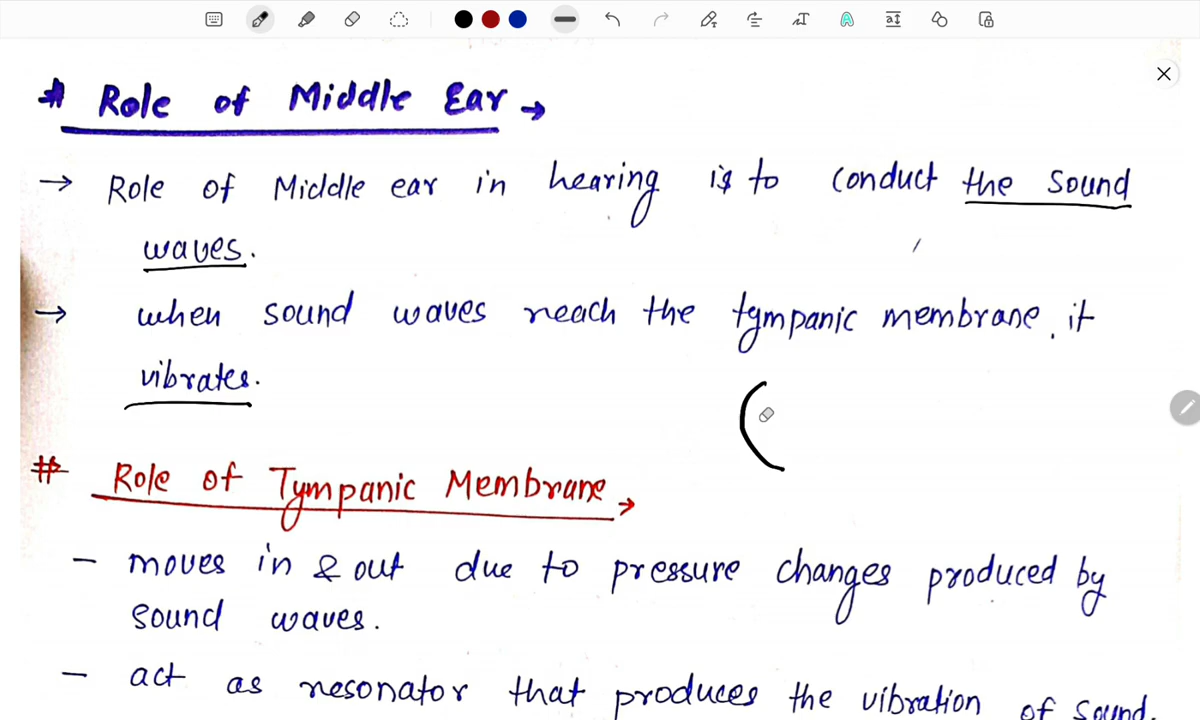 # Role of Middle Ear →
→ Role of Middle ear in hearing is to conduct the sound
waves.
→ when sound waves reach the tympanic membrane, it
vibrates.
# Role of Tympanic Membrane →
- moves in & out due to pressure changes produced by
sound waves.
- act as resonator that produces the vibration of sound.